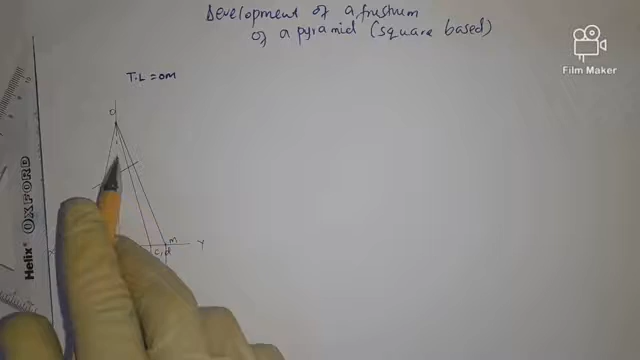 Development of a frustum
of a pyramid (square based)
Film Maker
T.L = om
o
m
Y
c,d
Helix OXFORD